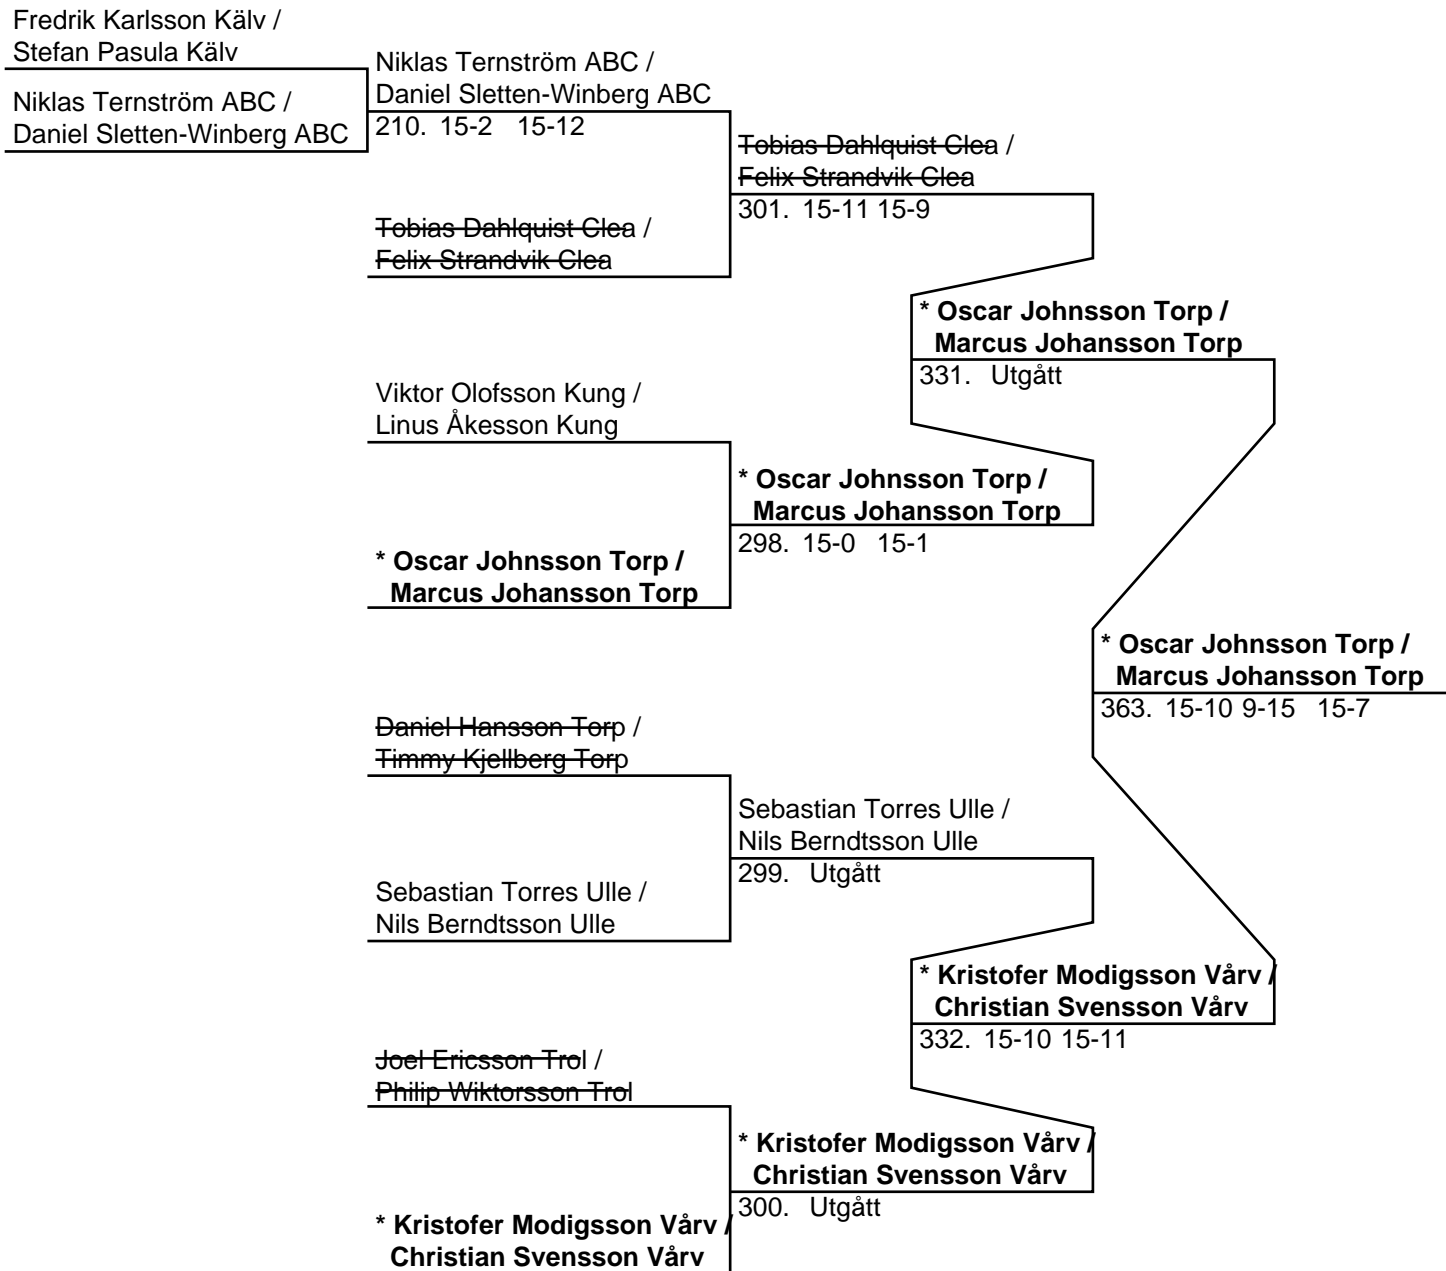 Fredrik Karlsson Kälv /
Stefan Pasula Kälv
Niklas Ternström ABC /
Daniel Sletten-Winberg ABC
Niklas Ternström ABC /
Daniel Sletten-Winberg ABC
210. 15-2 15-12
Tobias Dahlquist Clea /
Felix Strandvik Clea
Tobias Dahlquist Clea /
Felix Strandvik Clea
301. 15-11 15-9
Viktor Olofsson Kung /
Linus Åkesson Kung
* Oscar Johnsson Torp /
Marcus Johansson Torp
* Oscar Johnsson Torp /
Marcus Johansson Torp
298. 15-0 15-1
* Oscar Johnsson Torp /
Marcus Johansson Torp
331. Utgått
Daniel Hansson Torp /
Timmy Kjellberg Torp
Sebastian Torres Ulle /
Nils Berndtsson Ulle
Sebastian Torres Ulle /
Nils Berndtsson Ulle
299. Utgått
Joel Ericsson Trol /
Philip Wiktorsson Trol
* Kristofer Modigsson Vårv /
Christian Svensson Vårv
* Kristofer Modigsson Vårv /
Christian Svensson Vårv
300. Utgått
* Kristofer Modigsson Vårv /
Christian Svensson Vårv
332. 15-10 15-11
* Oscar Johnsson Torp /
Marcus Johansson Torp
363. 15-10 9-15 15-7